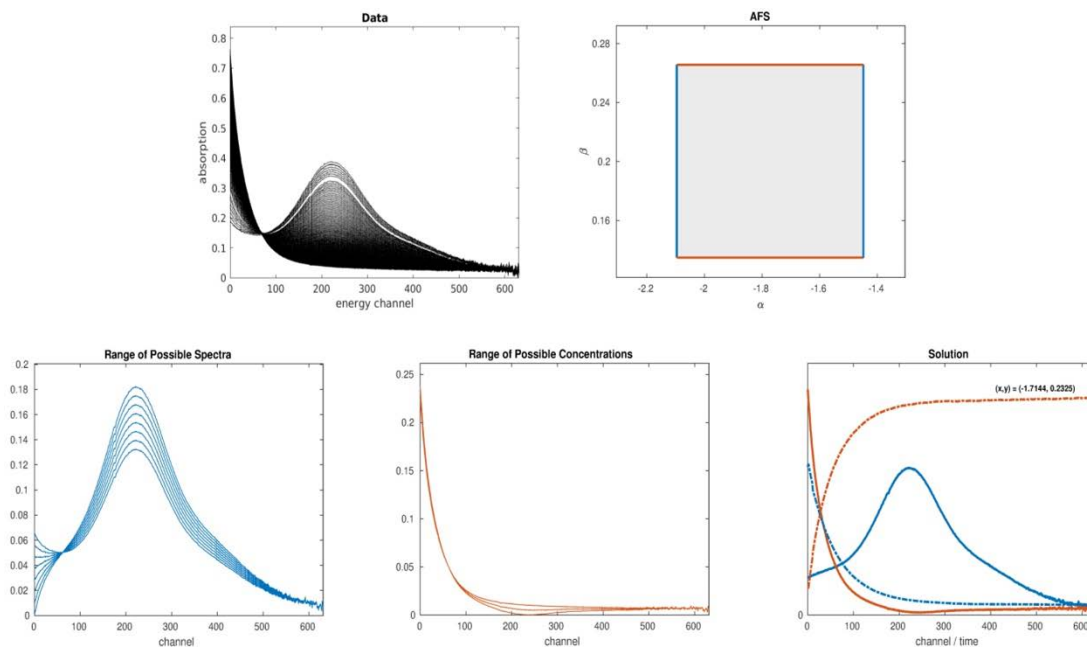 Data
0.8
0.7
0.6
0.5
0.4
0.3
0.2
0.1
0
absorption
0 100 200 300 400 500 600
energy channel
AFS
0.28
0.24
0.2
0.16
β
-2.2 -2 -1.8 -1.6 -1.4
α
Range of Possible Spectra
0.2
0.18
0.16
0.14
0.12
0.1
0.08
0.06
0.04
0.02
0
0 100 200 300 400 500 600
channel
Range of Possible Concentrations
0.25
0.2
0.15
0.1
0.05
0
0 100 200 300 400 500 600
channel
Solution
(x,y) = (-1.7144, 0.2325)
0
0 100 200 300 400 500 600
channel / time